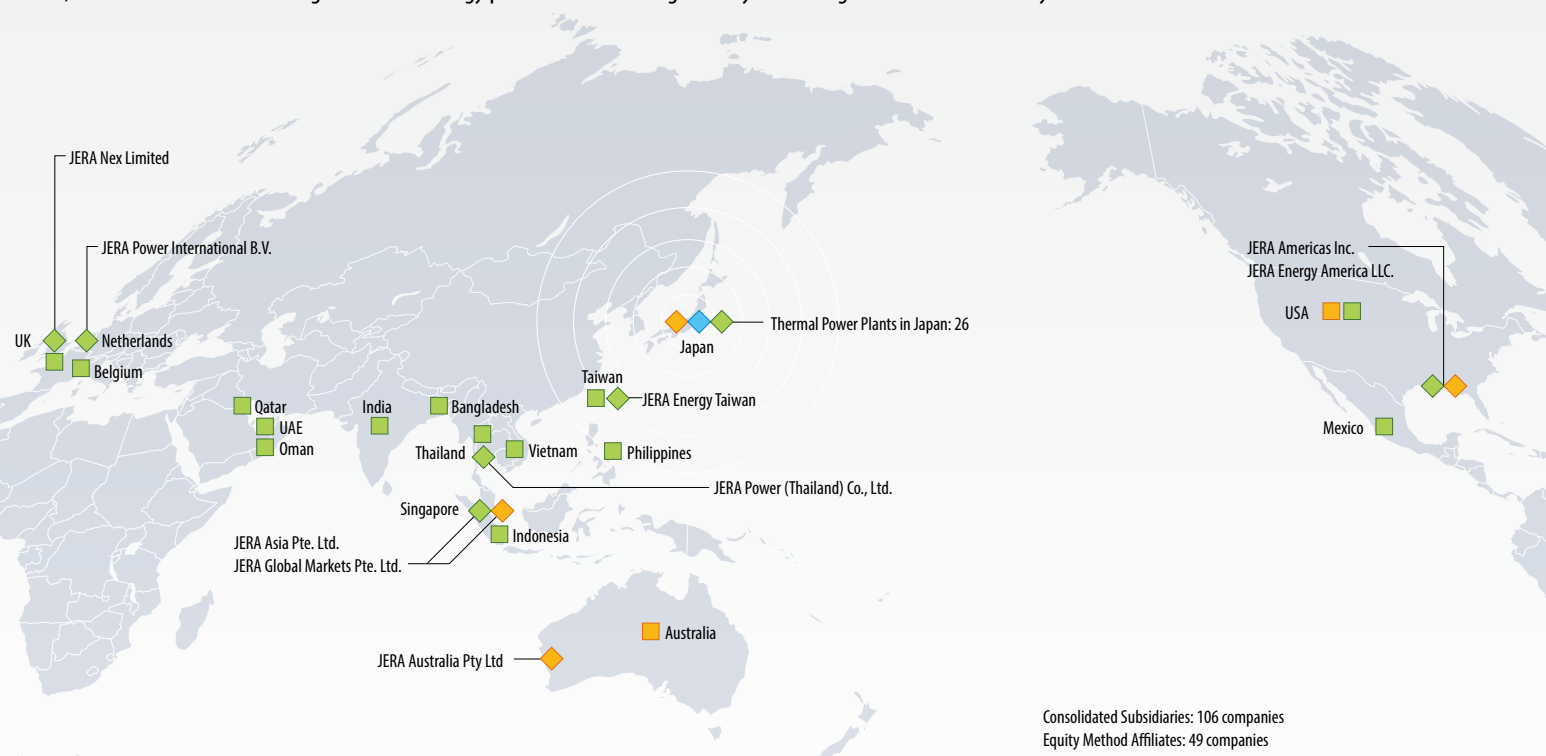 JERA Nex Limited
JERA Power International B.V.
UK
Netherlands
Belgium
Qatar
UAE
Oman
India
Bangladesh
Thailand
Vietnam
Taiwan
JERA Energy Taiwan
Philippines
JERA Power (Thailand) Co., Ltd.
Japan
Thermal Power Plants in Japan: 26
Singapore
Indonesia
JERA Asia Pte. Ltd.
JERA Global Markets Pte. Ltd.
Australia
JERA Australia Pty Ltd
JERA Americas Inc.
JERA Energy America LLC.
USA
Mexico
Consolidated Subsidiaries: 106 companies
Equity Method Affiliates: 49 companies